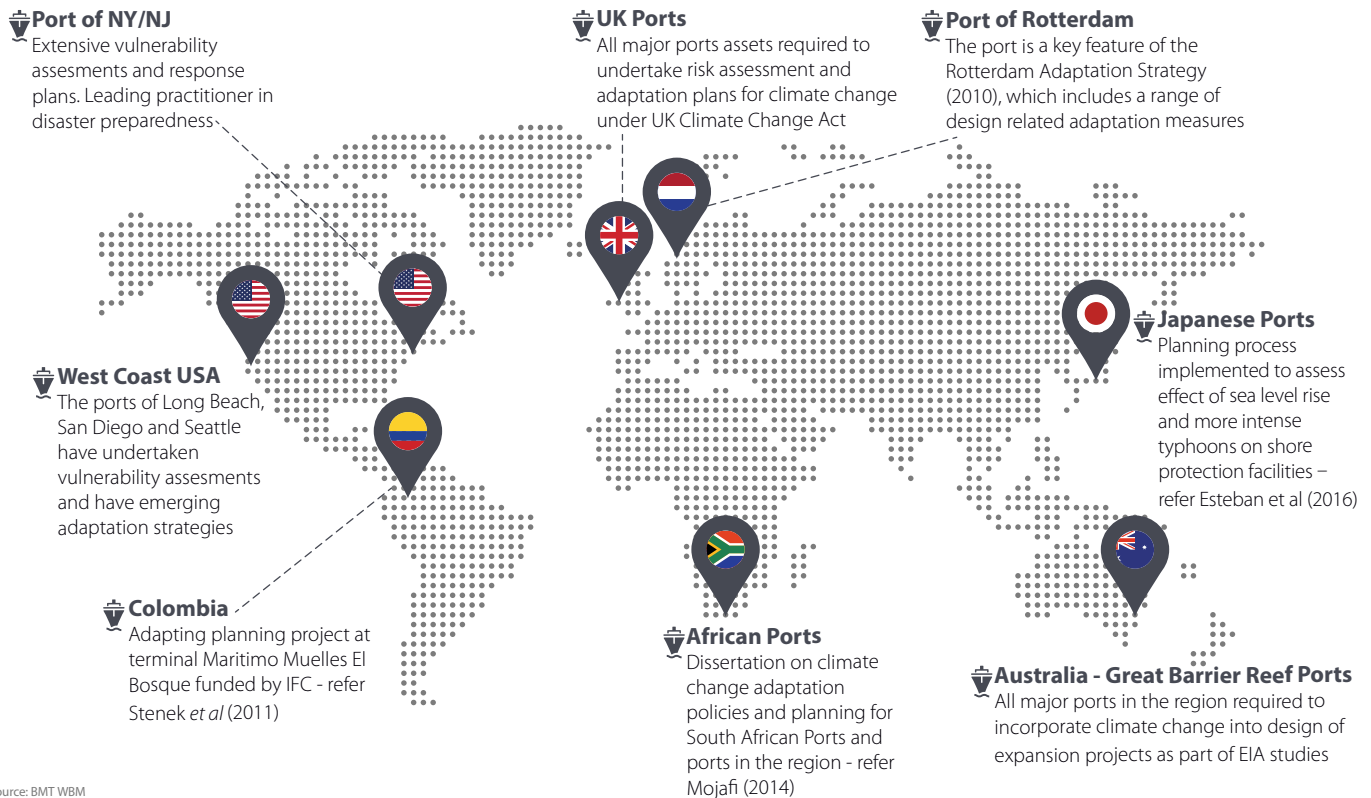 Port of NY/NJ
Extensive vulnerability
assesments and response
plans. Leading practitioner in
disaster preparedness
UK Ports
All major ports assets required to
undertake risk assessment and
adaptation plans for climate change
under UK Climate Change Act
Port of Rotterdam
The port is a key feature of the
Rotterdam Adaptation Strategy
(2010), which includes a range of
design related adaptation measures
West Coast USA
The ports of Long Beach,
San Diego and Seattle
have undertaken
vulnerability assesments
and have emerging
adaptation strategies
Japanese Ports
Planning process
implemented to assess
effect of sea level rise
and more intense
typhoons on shore
protection facilities –
refer Esteban et al (2016)
Colombia
Adapting planning project at
terminal Maritimo Muelles El
Bosque funded by IFC - refer
Stenek et al (2011)
African Ports
Dissertation on climate
change adaptation
policies and planning for
South African Ports and
ports in the region - refer
Mojafi (2014)
Australia - Great Barrier Reef Ports
All major ports in the region required to
incorporate climate change into design of
expansion projects as part of EIA studies
ource: BMT WBM